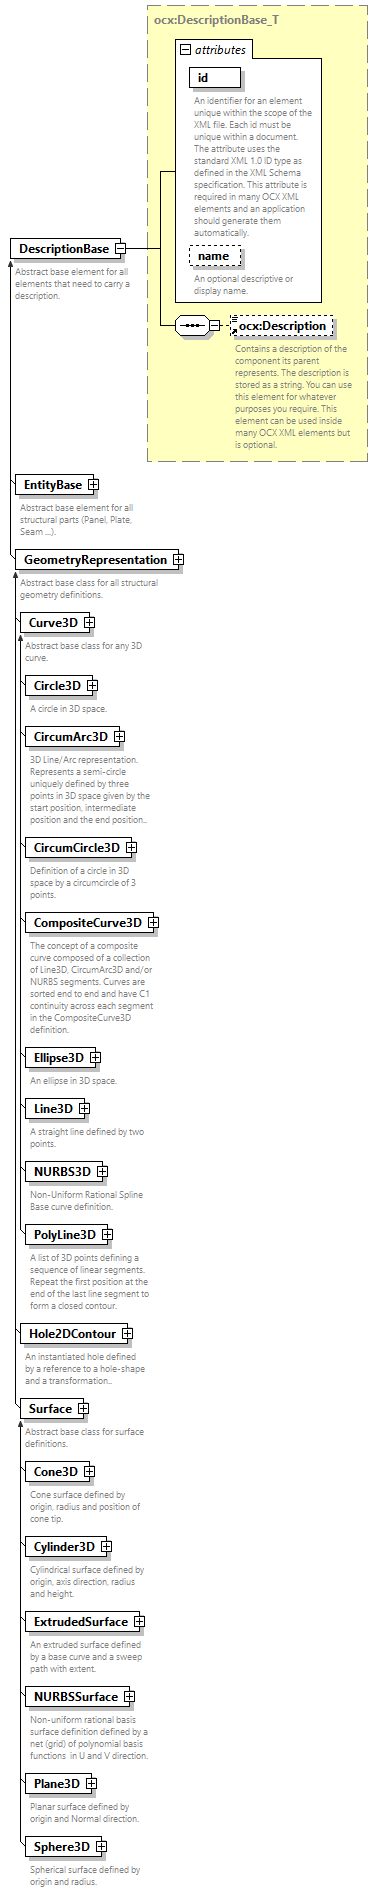 ocx:DescriptionBase_T
attributes
id
An identifier for an element
unique within the scope of the
XML file. Each id must be
unique within a document.
The attribute uses the
standard XML 1.0 ID type as
defined in the XML Schema
specification. This attribute is
required in many OCX XML
elements and an application
should generate them
automatically.
name
An optional descriptive or
display name.
DescriptionBase
Abstract base element for all
elements that need to carry a
description.
ocx:Description
Contains a description of the
component its parent
represents. The description is
stored as a string. You can use
this element for whatever
purposes you require. This
element can be used inside
many OCX XML elements but
is optional.
EntityBase
Abstract base element for all
structural parts (Panel, Plate,
Seam ...).
GeometryRepresentation
Abstract base class for all structural
geometry definitions.
Curve3D
Abstract base class for any 3D
curve.
Circle3D
A circle in 3D space.
CircumArc3D
3D Line/Arc representation.
Represents a semi-circle
uniquely defined by three
points in 3D space given by the
start position, intermediate
position and the end position..
CircumCircle3D
Definition of a circle in 3D
space by a circumcircle of 3
points.
CompositeCurve3D
The concept of a composite
curve composed of a collection
of Line3D, CircumArc3D and/or
NURBS segments. Curves are
sorted end to end and have C1
continuity across each segment
in the CompositeCurve3D
definition.
Ellipse3D
An ellipse in 3D space.
Line3D
A straight line defined by two
points.
NURBS3D
Non-Uniform Rational Spline
Base curve definition.
PolyLine3D
A list of 3D points defining a
sequence of linear segments.
Repeat the first position at the
end of the last line segment to
form a closed contour.
Hole2DContour
An instantiated hole defined
by a reference to a hole-shape
and a transformation..
Surface
Abstract base class for surface
definitions.
Cone3D
Cone surface defined by
origin, radius and position of
cone tip.
Cylinder3D
Cylindrical surface defined by
origin, axis direction, radius
and height.
ExtrudedSurface
An extruded surface defined
by a base curve and a sweep
path with extent.
NURBSSurface
Non-uniform rational basis
surface definition defined by a
net (grid) of polynomial basis
functions  in U and V direction.
Plane3D
Planar surface defined by
origin and Normal direction.
Sphere3D
Spherical surface defined by
origin and radius.